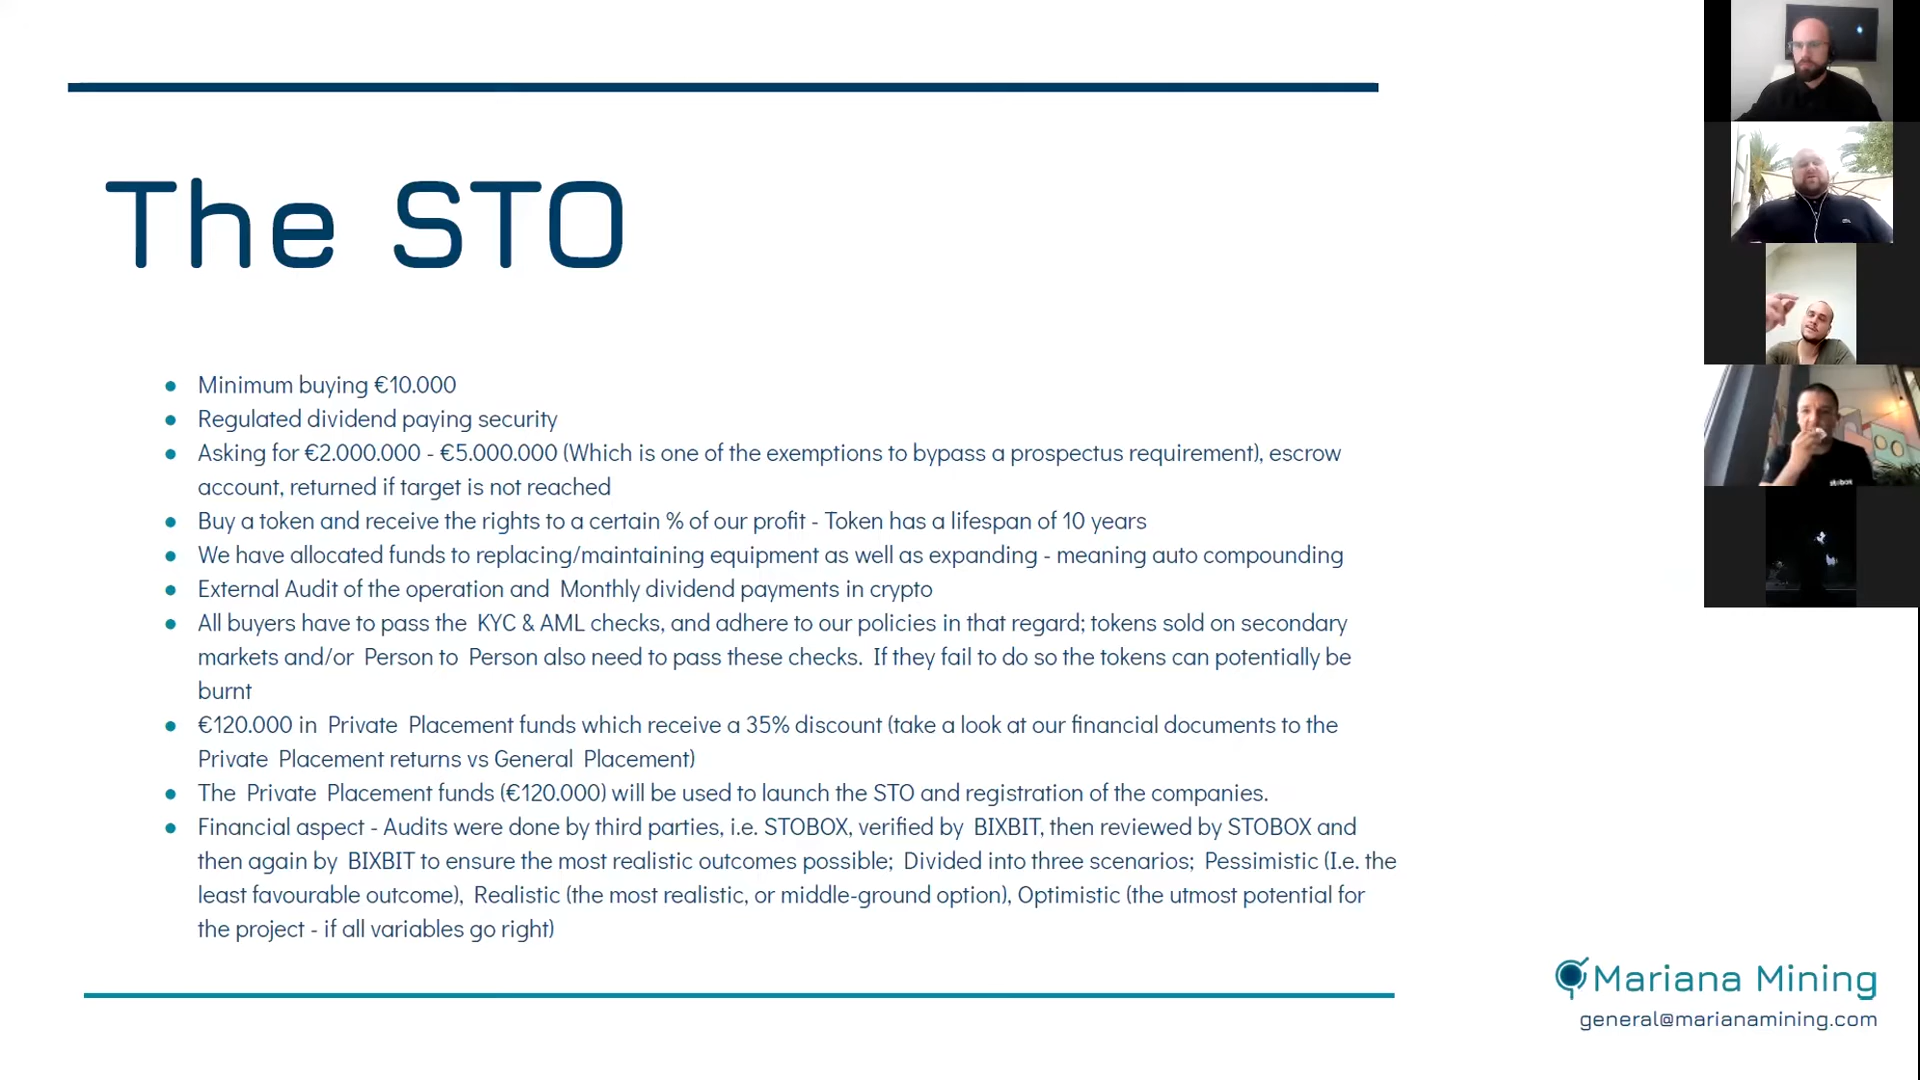 The STO
Minimum buying €10.000
Regulated dividend paying security
Asking for €2.000.000 - €5.000.000 (Which is one of the exemptions to bypass a prospectus requirement), escrow
account, returned if target is not reached
Buy a token and receive the rights to a certain % of our profit - Token has a lifespan of 10 years
We have allocated funds to replacing/maintaining equipment as well as expanding - meaning auto compounding
External Audit of the operation and Monthly dividend payments in crypto
All buyers have to pass the KYC & AML checks, and adhere to our policies in that regard; tokens sold on secondary
markets and/or Person to Person also need to pass these checks. If they fail to do so the tokens can potentially be
burnt
€120.000 in Private Placement funds which receive a 35% discount (take a look at our financial documents to the
Private Placement returns vs General Placement)
The Private Placement funds (€120.000) will be used to launch the STO and registration of the companies.
Financial aspect - Audits were done by third parties, i.e. STOBOX, verified by BIXBIT, then reviewed by STOBOX and
then again by BIXBIT to ensure the most realistic outcomes possible; Divided into three scenarios; Pessimistic (I.e. the
least favourable outcome), Realistic (the most realistic, or middle-ground option), Optimistic (the utmost potential for
the project - if all variables go right)
Mariana Mining
general@marianamining.com
stobox